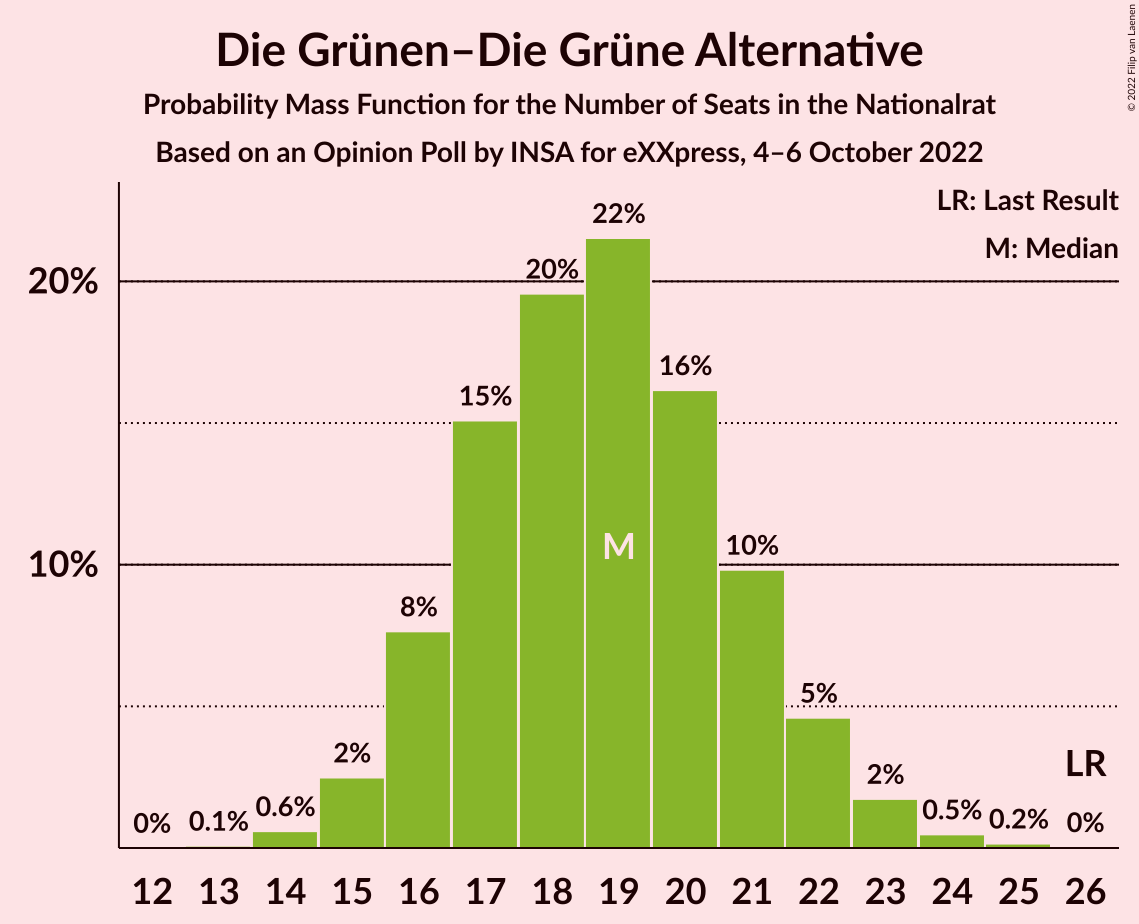 Die Grünen–Die Grüne Alternative
Probability Mass Function for the Number of Seats in the Nationalrat
Based on an Opinion Poll by INSA for eXXpress, 4–6 October 2022
© 2022 Filip van Laenen
LR: Last Result
M: Median
20%
10%
0%
0.1%
0.6%
2%
8%
15%
20%
22%
16%
10%
5%
2%
0.5%
0.2%
0%
M
LR
12 13 14 15 16 17 18 19 20 21 22 23 24 25 26